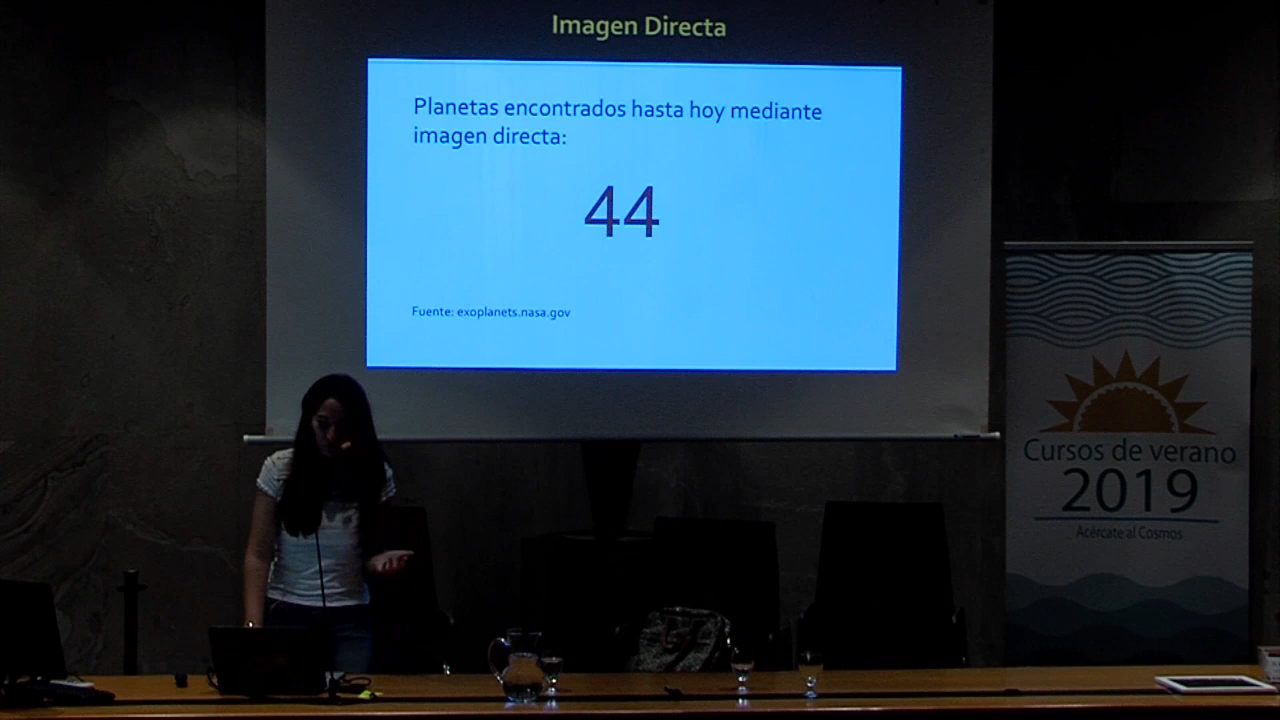 Imagen Directa
Planetas encontrados hasta hoy mediante
imagen directa:
44
Fuente: exoplanets.nasa.gov
Cursos de verano
2019
Acércate al Cosmos